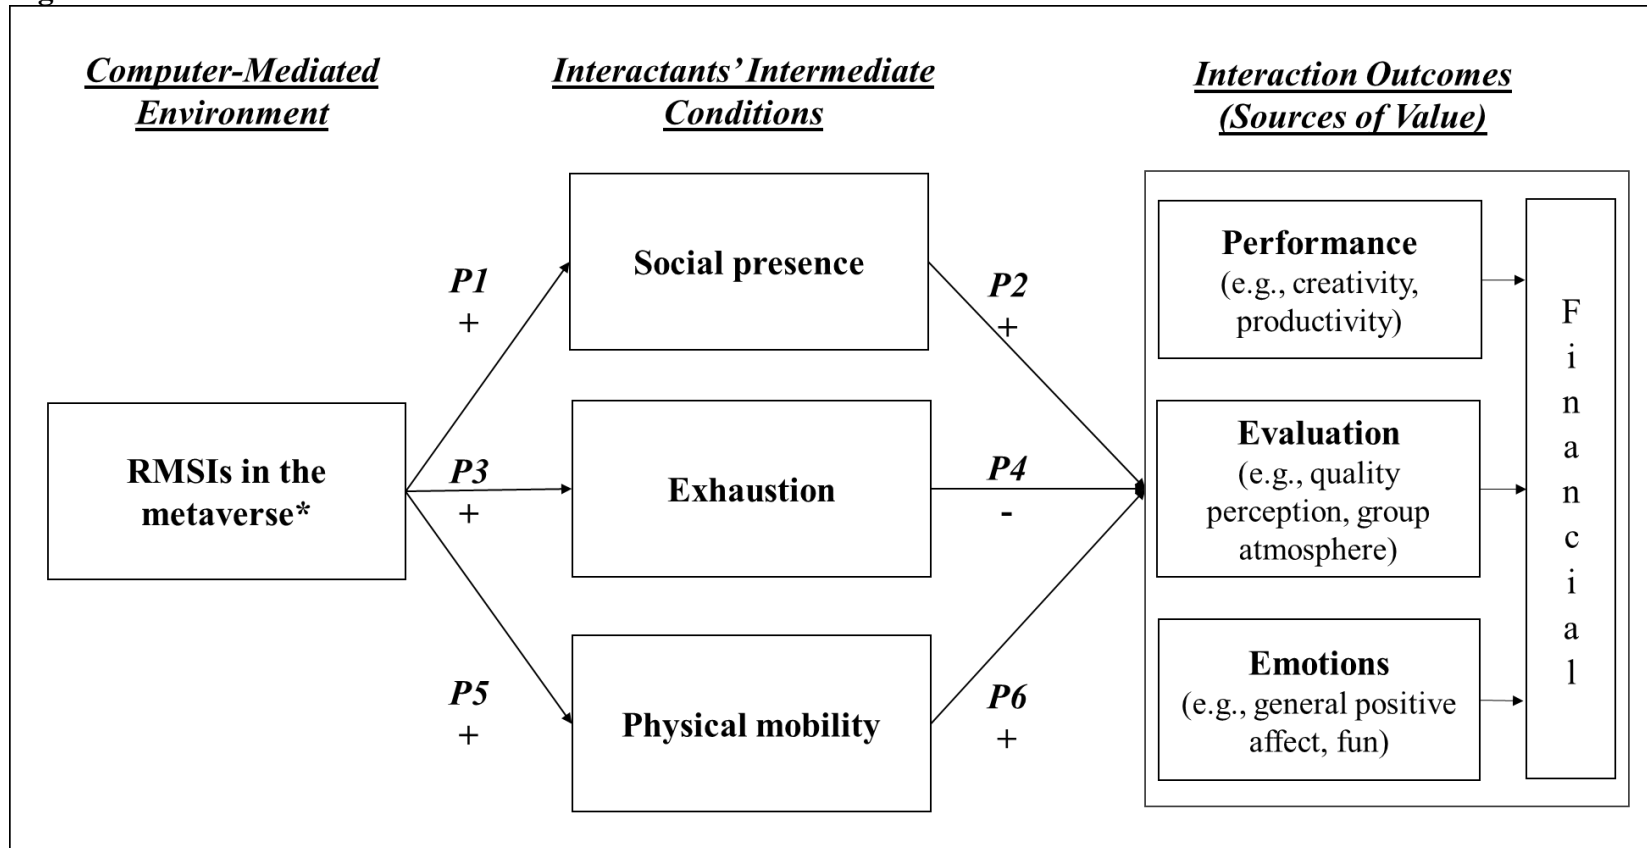 Computer-Mediated
Environment
Interactants' Intermediate
Conditions
Interaction Outcomes
(Sources of Value)
RMSIs in the
metaverse*
P1
+
P3
+
P5
+
Social presence
Exhaustion
Physical mobility
P2
+
P4
-
P6
+
Performance
(e.g., creativity,
productivity)
Evaluation
(e.g., quality
perception, group
atmosphere)
Emotions
(e.g., general positive
affect, fun)
F
i
n
a
n
c
i
a
l